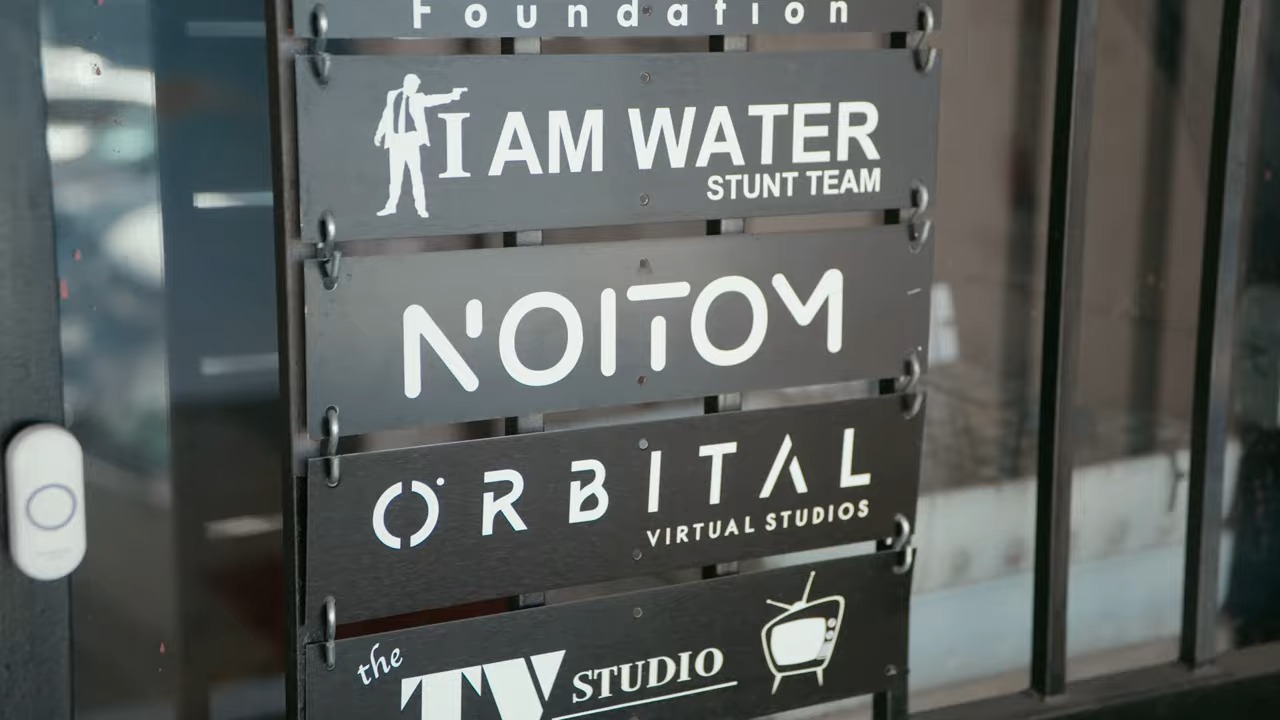 Foundation
I AM WATER
STUNT TEAM
NOITOM
ORBITAL
VIRTUAL STUDIOS
the
TV STUDIO